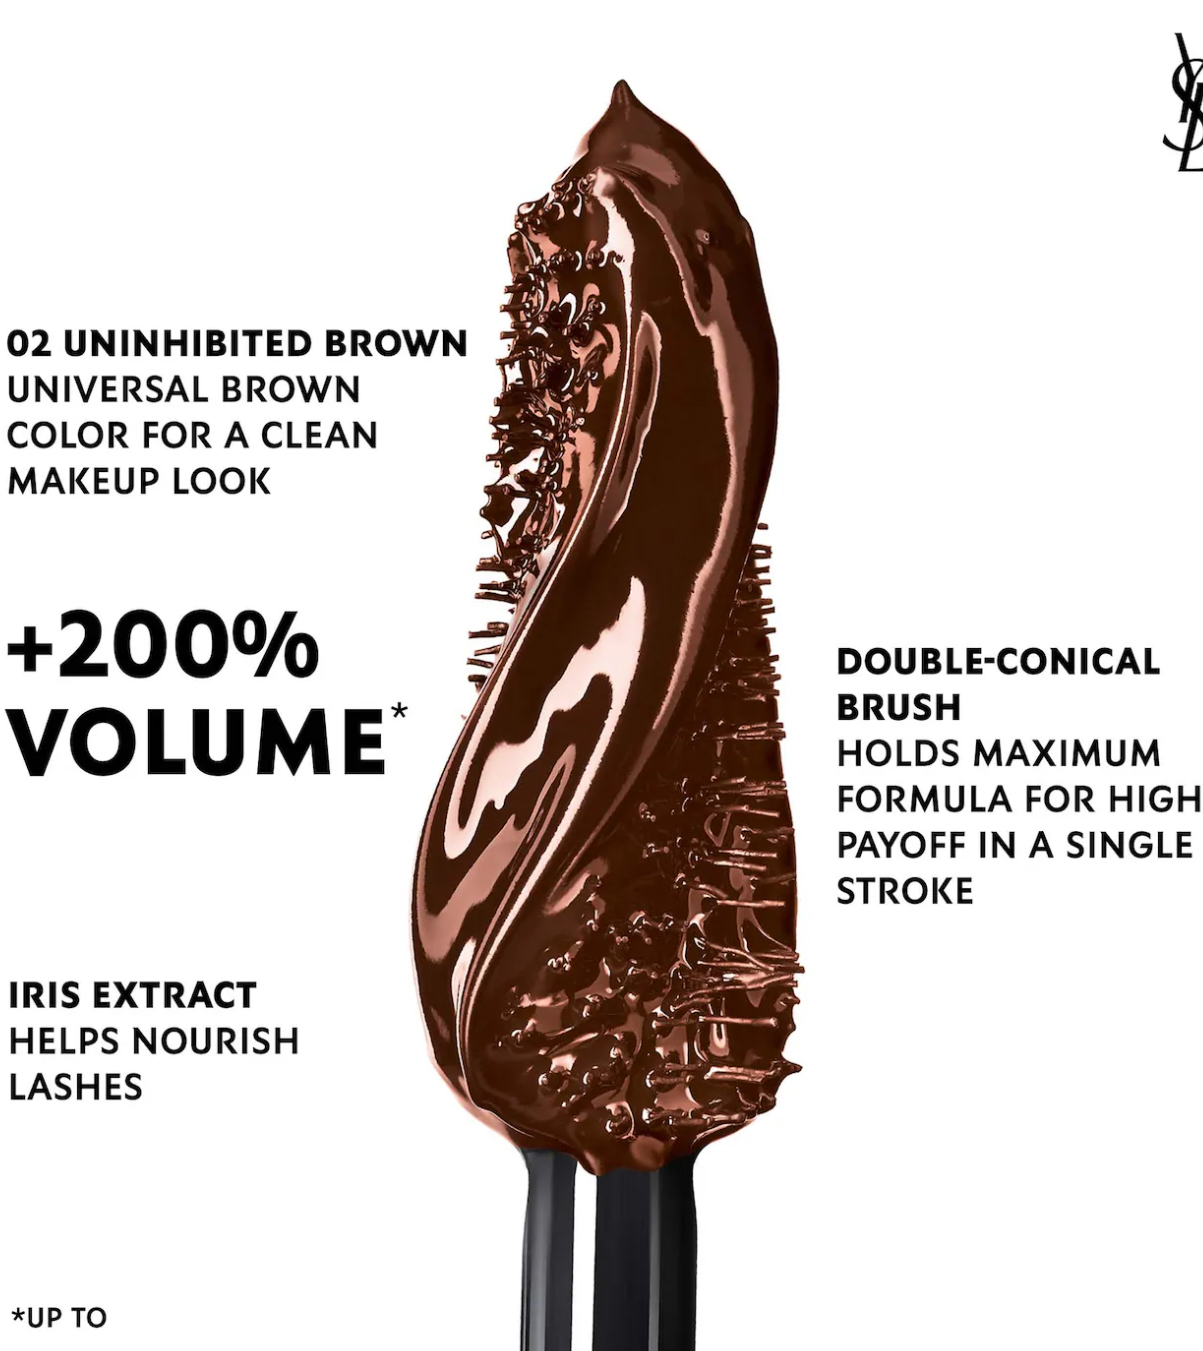 YSL
02 UNINHIBITED BROWN
UNIVERSAL BROWN
COLOR FOR A CLEAN
MAKEUP LOOK
+200%
VOLUME*
DOUBLE-CONICAL
BRUSH
HOLDS MAXIMUM
FORMULA FOR HIGH
PAYOFF IN A SINGLE
STROKE
IRIS EXTRACT
HELPS NOURISH
LASHES
*UP TO